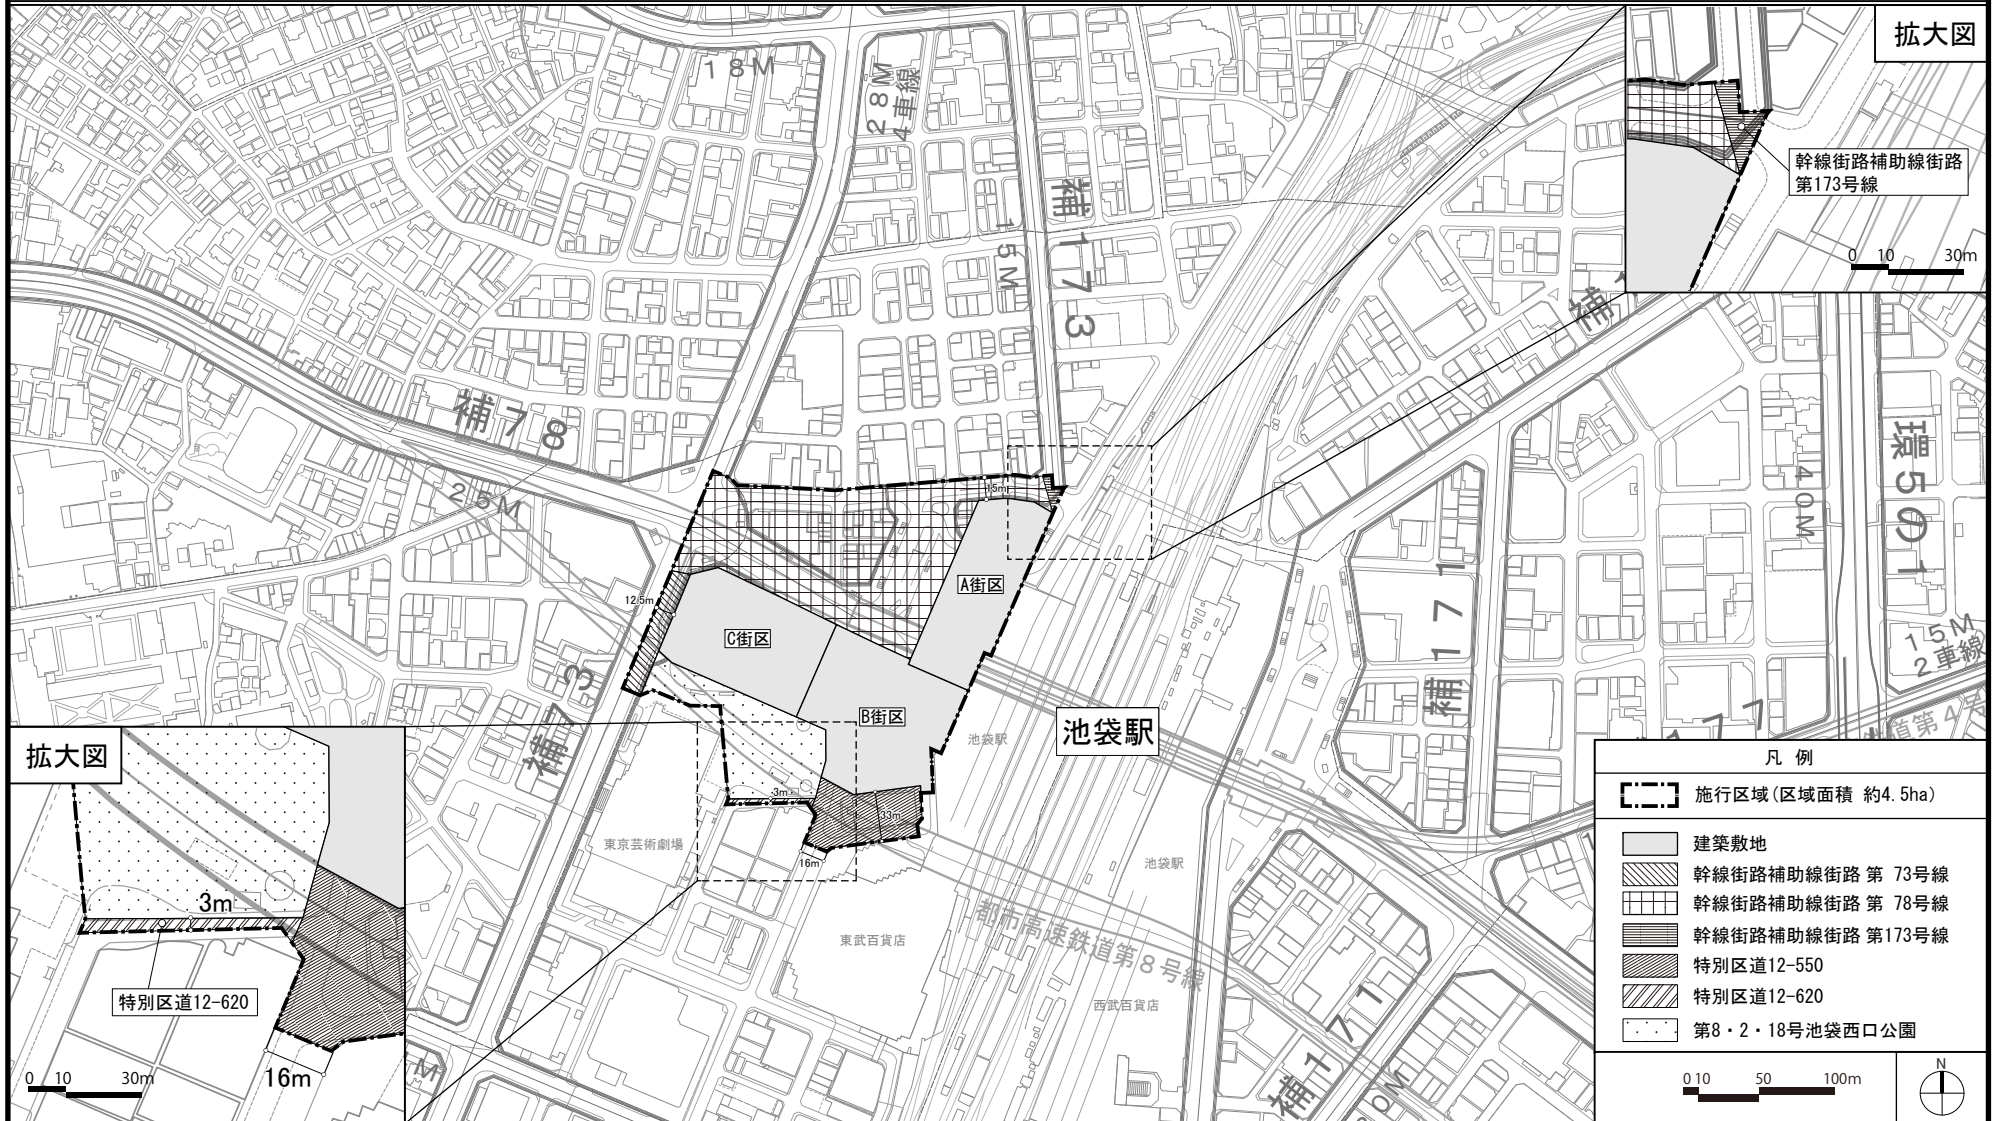 拡大図
幹線街路補助線街路
第173号線
0 10 30m
18M
28M
4車線
補173
15M
補78
25M
環5の1
40M
15m
A街区
12.5m
C街区
B街区
補171
15M
2車線
補73
池袋駅
池袋駅
177
3m
33m
16m
東京芸術劇場
池袋駅
東武百貨店
都市高速鉄道第8号線
西武百貨店
補171
拡大図
3m
特別区道12-620
16m
0 10 30m
凡 例
施行区域(区域面積 約4.5ha)
建築敷地
幹線街路補助線街路 第 73号線
幹線街路補助線街路 第 78号線
幹線街路補助線街路 第173号線
特別区道12-550
特別区道12-620
第8・2・18号池袋西口公園
0 10 50 100m
N